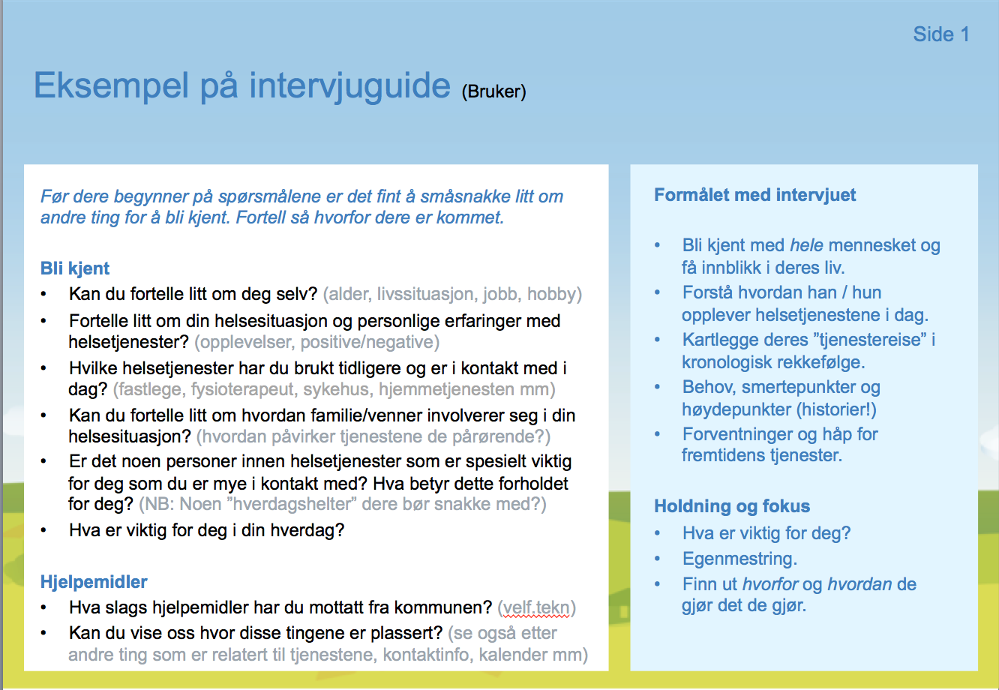 Side 1
Eksempel på intervjuguide (Bruker)
Før dere begynner på spørsmålene er det fint å småsnakke litt om
andre ting for å bli kjent. Fortell så hvorfor dere er kommet.
Bli kjent
• Kan du fortelle litt om deg selv? (alder, livssituasjon, jobb, hobby)
• Fortelle litt om din helsesituasjon og personlige erfaringer med
helsetjenester? (opplevelser, positive/negative)
• Hvilke helsetjenester har du brukt tidligere og er i kontakt med i
dag? (fastlege, fysioterapeut, sykehus, hjemmetjenesten mm)
• Kan du fortelle litt om hvordan familie/venner involverer seg i din
helsesituasjon? (hvordan påvirker tjenestene de pårørende?)
• Er det noen personer innen helsetjenester som er spesielt viktig
for deg som du er mye i kontakt med? Hva betyr dette forholdet
for deg? (NB: Noen ”hverdagshelter” dere bør snakke med?)
• Hva er viktig for deg i din hverdag?
Hjelpemidler
• Hva slags hjelpemidler har du mottatt fra kommunen? (velf.tekn)
• Kan du vise oss hvor disse tingene er plassert? (se også etter
andre ting som er relatert til tjenestene, kontaktinfo, kalender mm)
Formålet med intervjuet
• Bli kjent med hele mennesket og
få innblikk i deres liv.
• Forstå hvordan han / hun
opplever helsetjenestene i dag.
• Kartlegge deres ”tjenestereise” i
kronologisk rekkefølge.
• Behov, smertepunkter og
høydepunkter (historier!)
• Forventninger og håp for
fremtidens tjenester.
Holdning og fokus
• Hva er viktig for deg?
• Egenmestring.
• Finn ut hvorfor og hvordan de
gjør det de gjør.